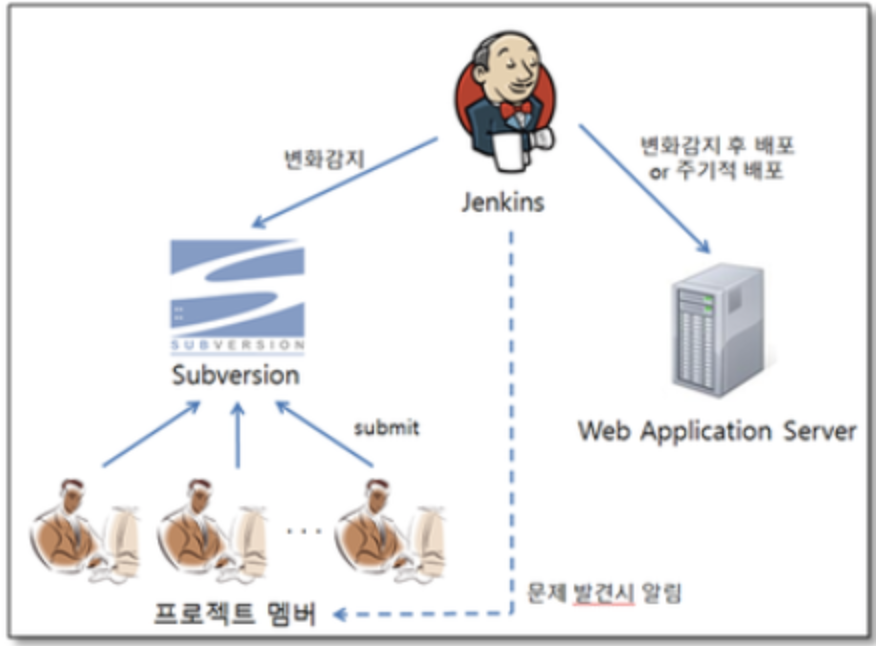 변화감지
변화감지 후 배포
or 주기적 배포
Jenkins
SUBVERSION
Subversion
submit
Web Application Server
...
문제 발견시 알림
프로젝트 멤버